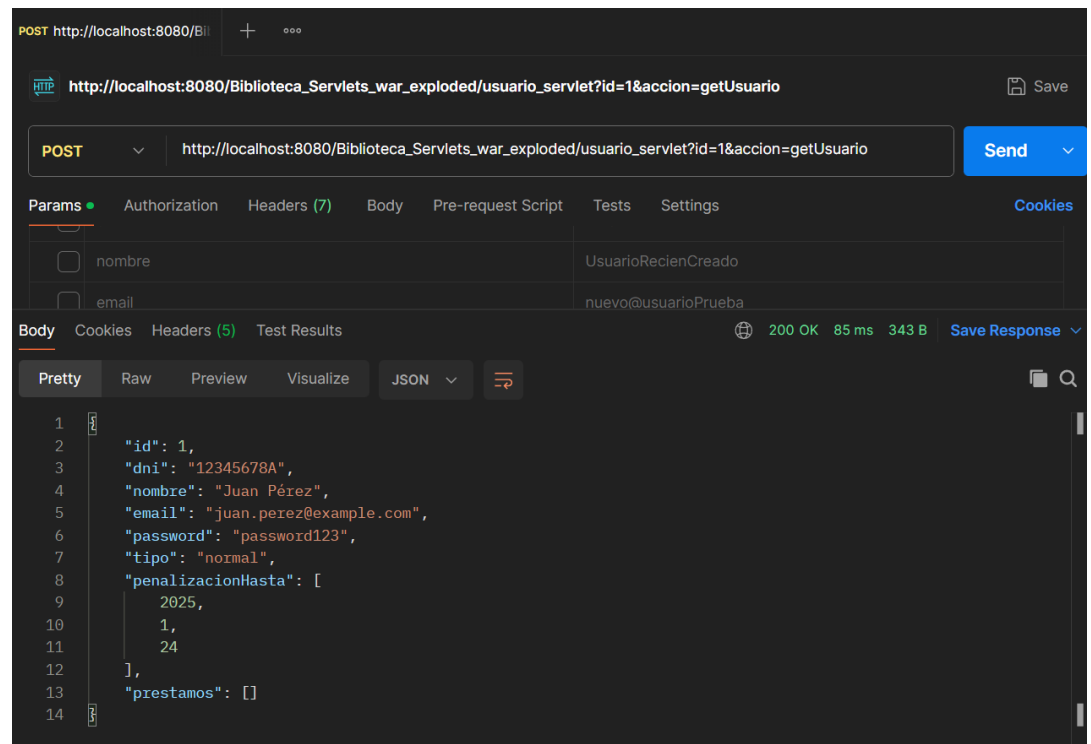 POST http://localhost:8080/Bil
HTTP http://localhost:8080/Biblioteca_Servlets_war_exploded/usuario_servlet?id=1&accion=getUsuario Save
POST http://localhost:8080/Biblioteca_Servlets_war_exploded/usuario_servlet?id=1&accion=getUsuario Send
Params Authorization Headers (7) Body Pre-request Script Tests Settings Cookies
nombre UsuarioRecienCreado
email nuevo@usuarioPrueba
Body Cookies Headers (5) Test Results 200 OK 85 ms 343 B Save Response
Pretty Raw Preview Visualize JSON
1 {
2 "id": 1,
3 "dni": "12345678A",
4 "nombre": "Juan Pérez",
5 "email": "juan.perez@example.com",
6 "password": "password123",
7 "tipo": "normal",
8 "penalizacionHasta": [
9 2025,
10 1,
11 24
12 ],
13 "prestamos": []
14 }